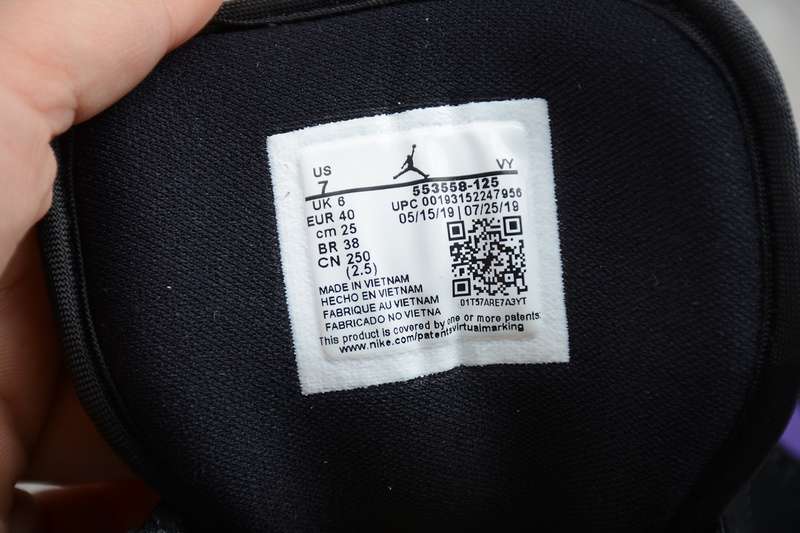 US
7
VY
553558-125
UK 6
UPC 00193152247956
EUR 40
05/15/19 | 07/25/19
cm 25
BR 38
CN 250
(2.5)
01T57ARE7A3YT
MADE IN VIETNAM
HECHO EN VIETNAM
FABRIQUE AU VIETNAM
FABRICADO NO VIETNA
This product is covered by one or more patents:
www.nike.com/patentsvirtualmarking